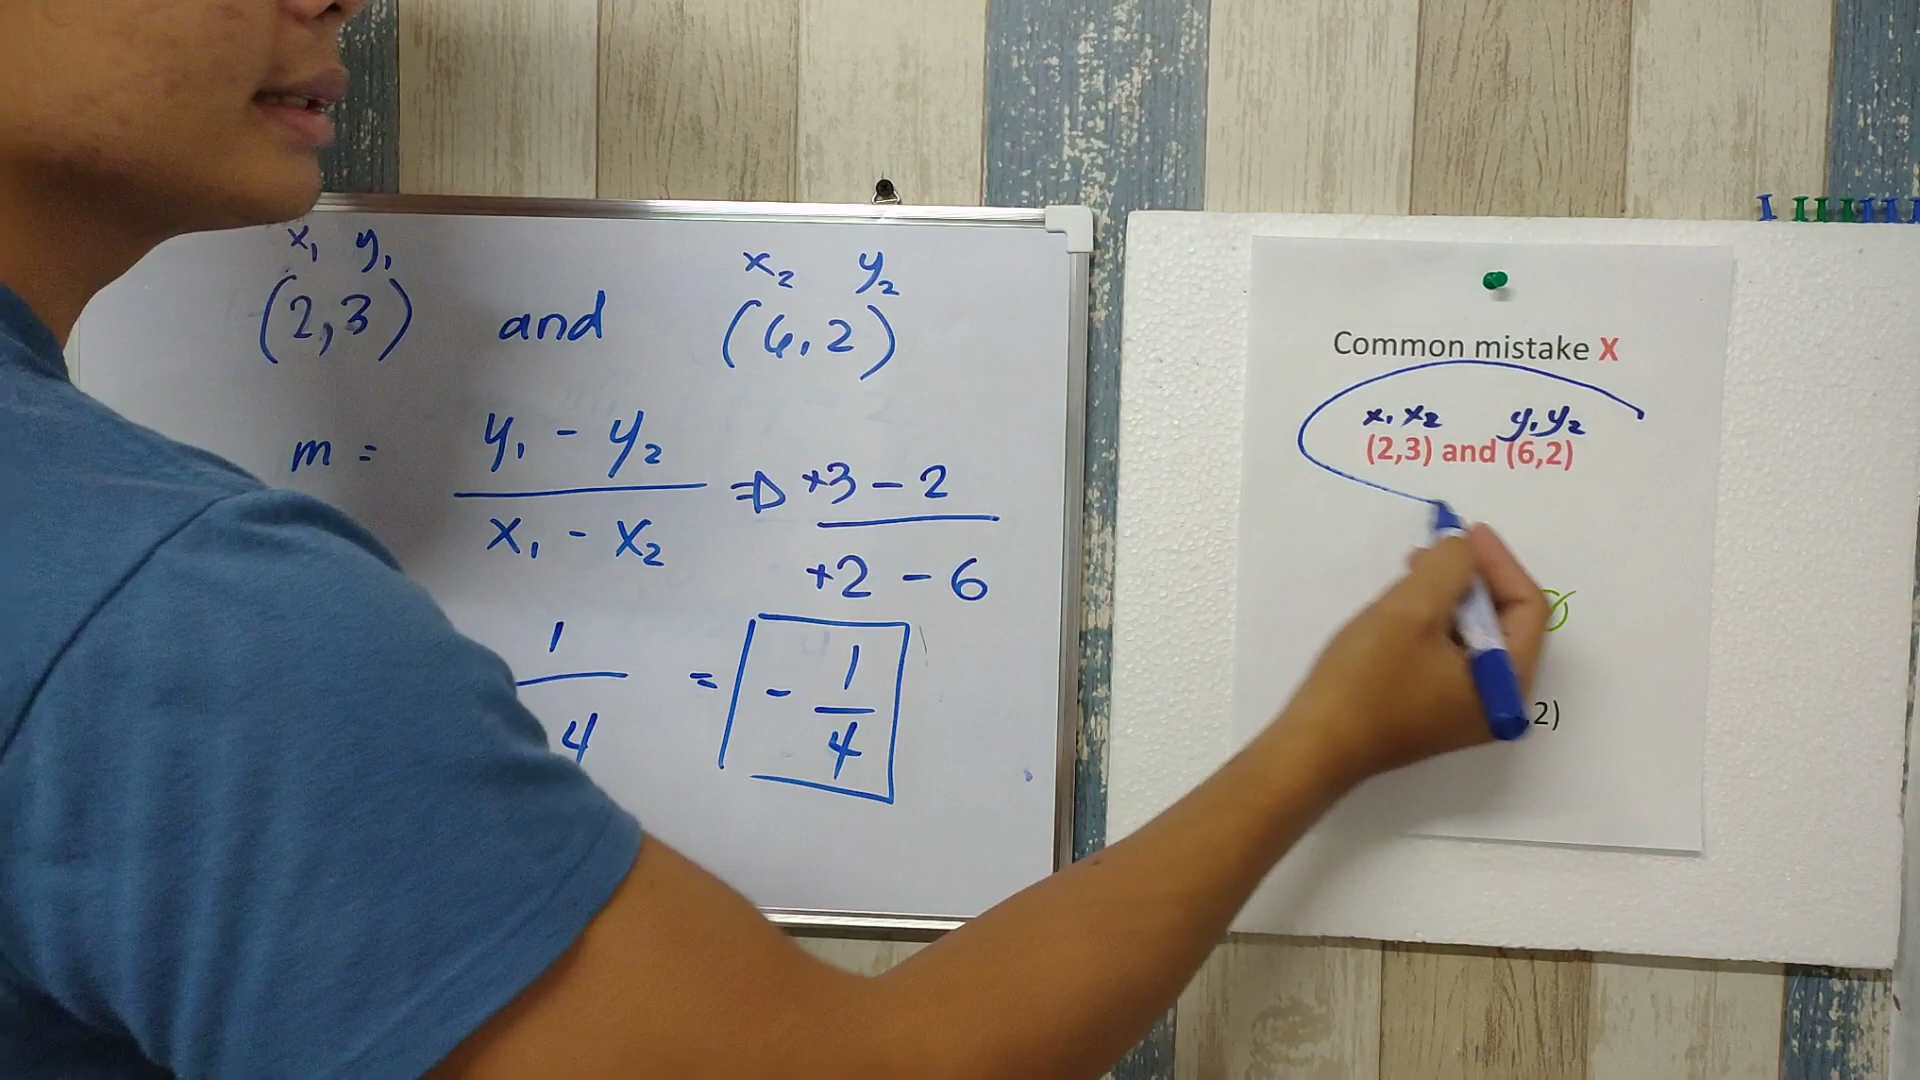 x₁ y₁ x₂ y₂
(2,3) and (6,2)
m = y₁ - y₂ / x₁ - x₂ ⇒ +3 - 2 / +2 - 6
1 / 4 = - 1 / 4
Common mistake X
x₁ x₂ y₁ y₂
(2,3) and (6,2)
,2)